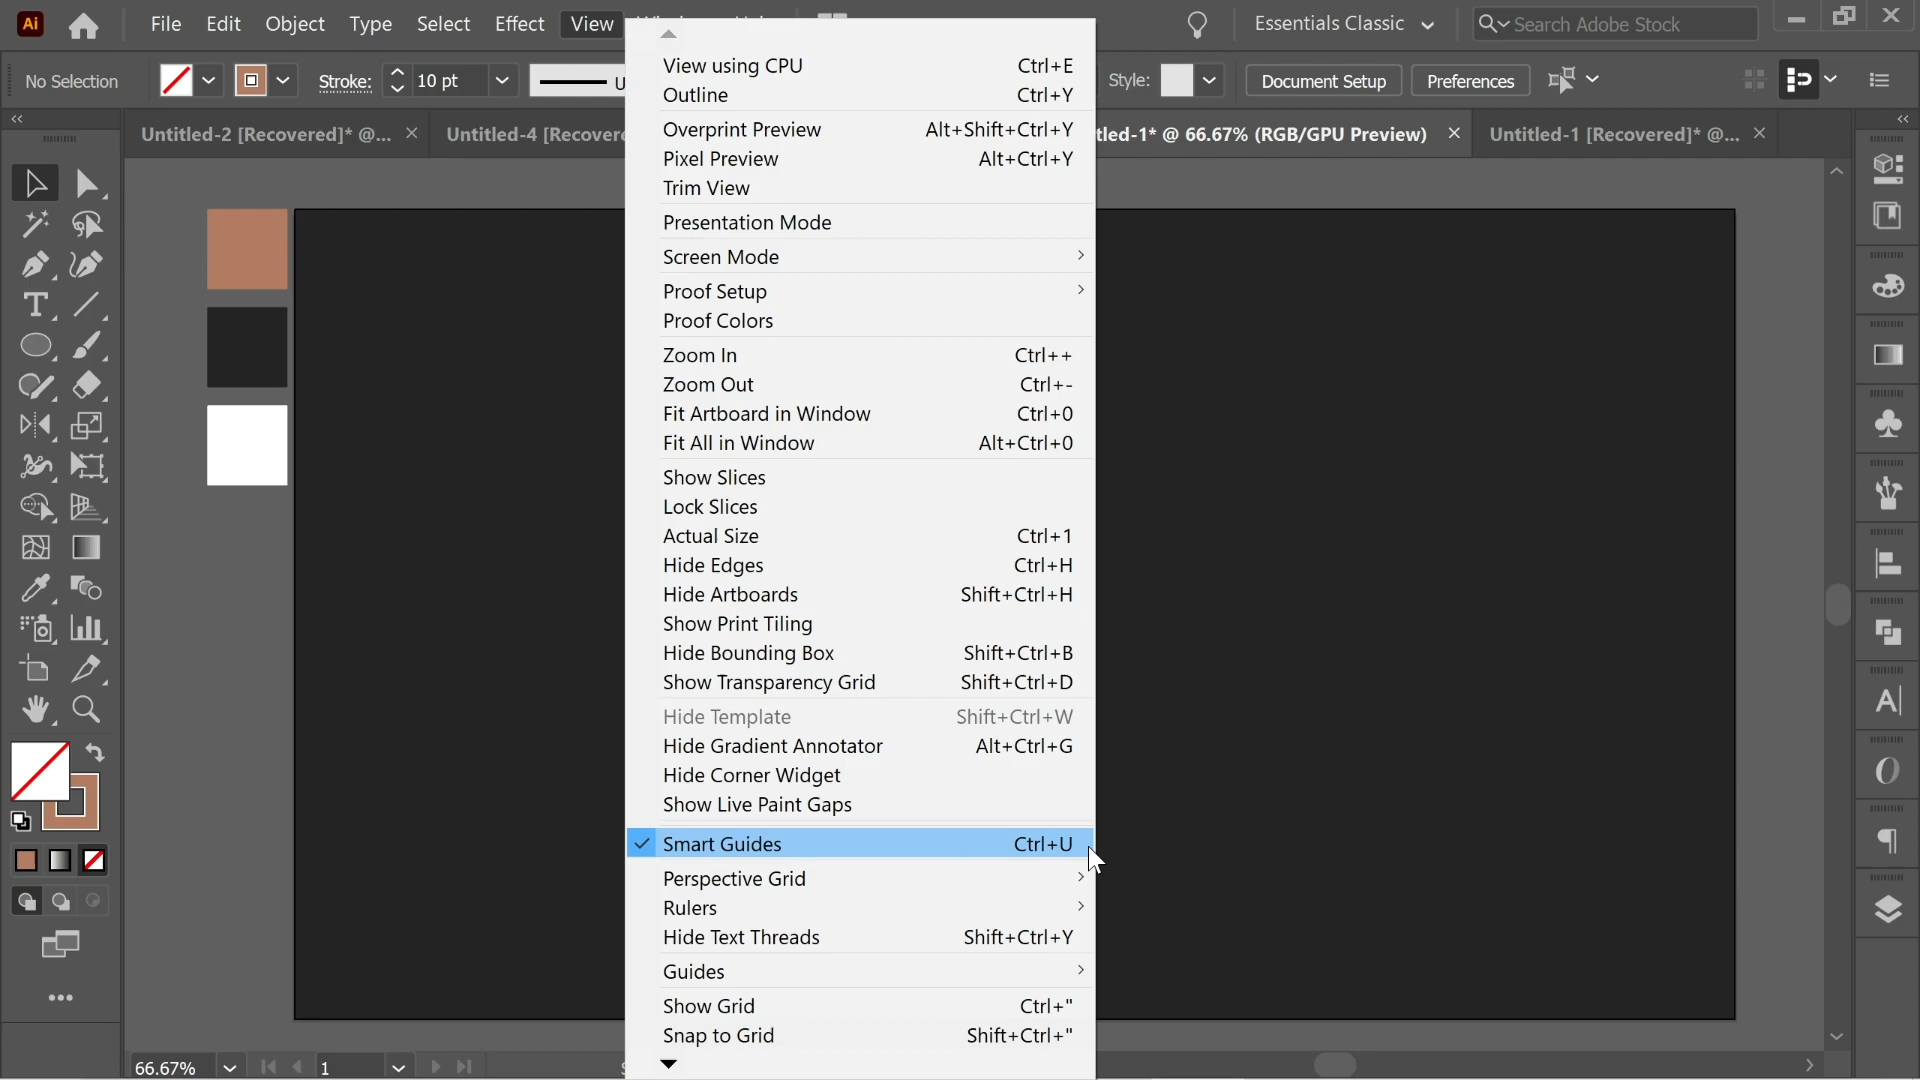 Ai File Edit Object Type Select Effect View Essentials Classic Search Adobe Stock
No Selection Stroke: 10 pt Style: Document Setup Preferences
Untitled-2 [Recovered]* @... Untitled-4 [Recovere tled-1* @ 66.67% (RGB/GPU Preview) Untitled-1 [Recovered]* @...
View using CPU Ctrl+E
Outline Ctrl+Y
Overprint Preview Alt+Shift+Ctrl+Y
Pixel Preview Alt+Ctrl+Y
Trim View
Presentation Mode
Screen Mode
Proof Setup
Proof Colors
Zoom In Ctrl++
Zoom Out Ctrl+-
Fit Artboard in Window Ctrl+0
Fit All in Window Alt+Ctrl+0
Show Slices
Lock Slices
Actual Size Ctrl+1
Hide Edges Ctrl+H
Hide Artboards Shift+Ctrl+H
Show Print Tiling
Hide Bounding Box Shift+Ctrl+B
Show Transparency Grid Shift+Ctrl+D
Hide Template Shift+Ctrl+W
Hide Gradient Annotator Alt+Ctrl+G
Hide Corner Widget
Show Live Paint Gaps
Smart Guides Ctrl+U
Perspective Grid
Rulers
Hide Text Threads Shift+Ctrl+Y
Guides
Show Grid Ctrl+"
Snap to Grid Shift+Ctrl+"
66.67% 1